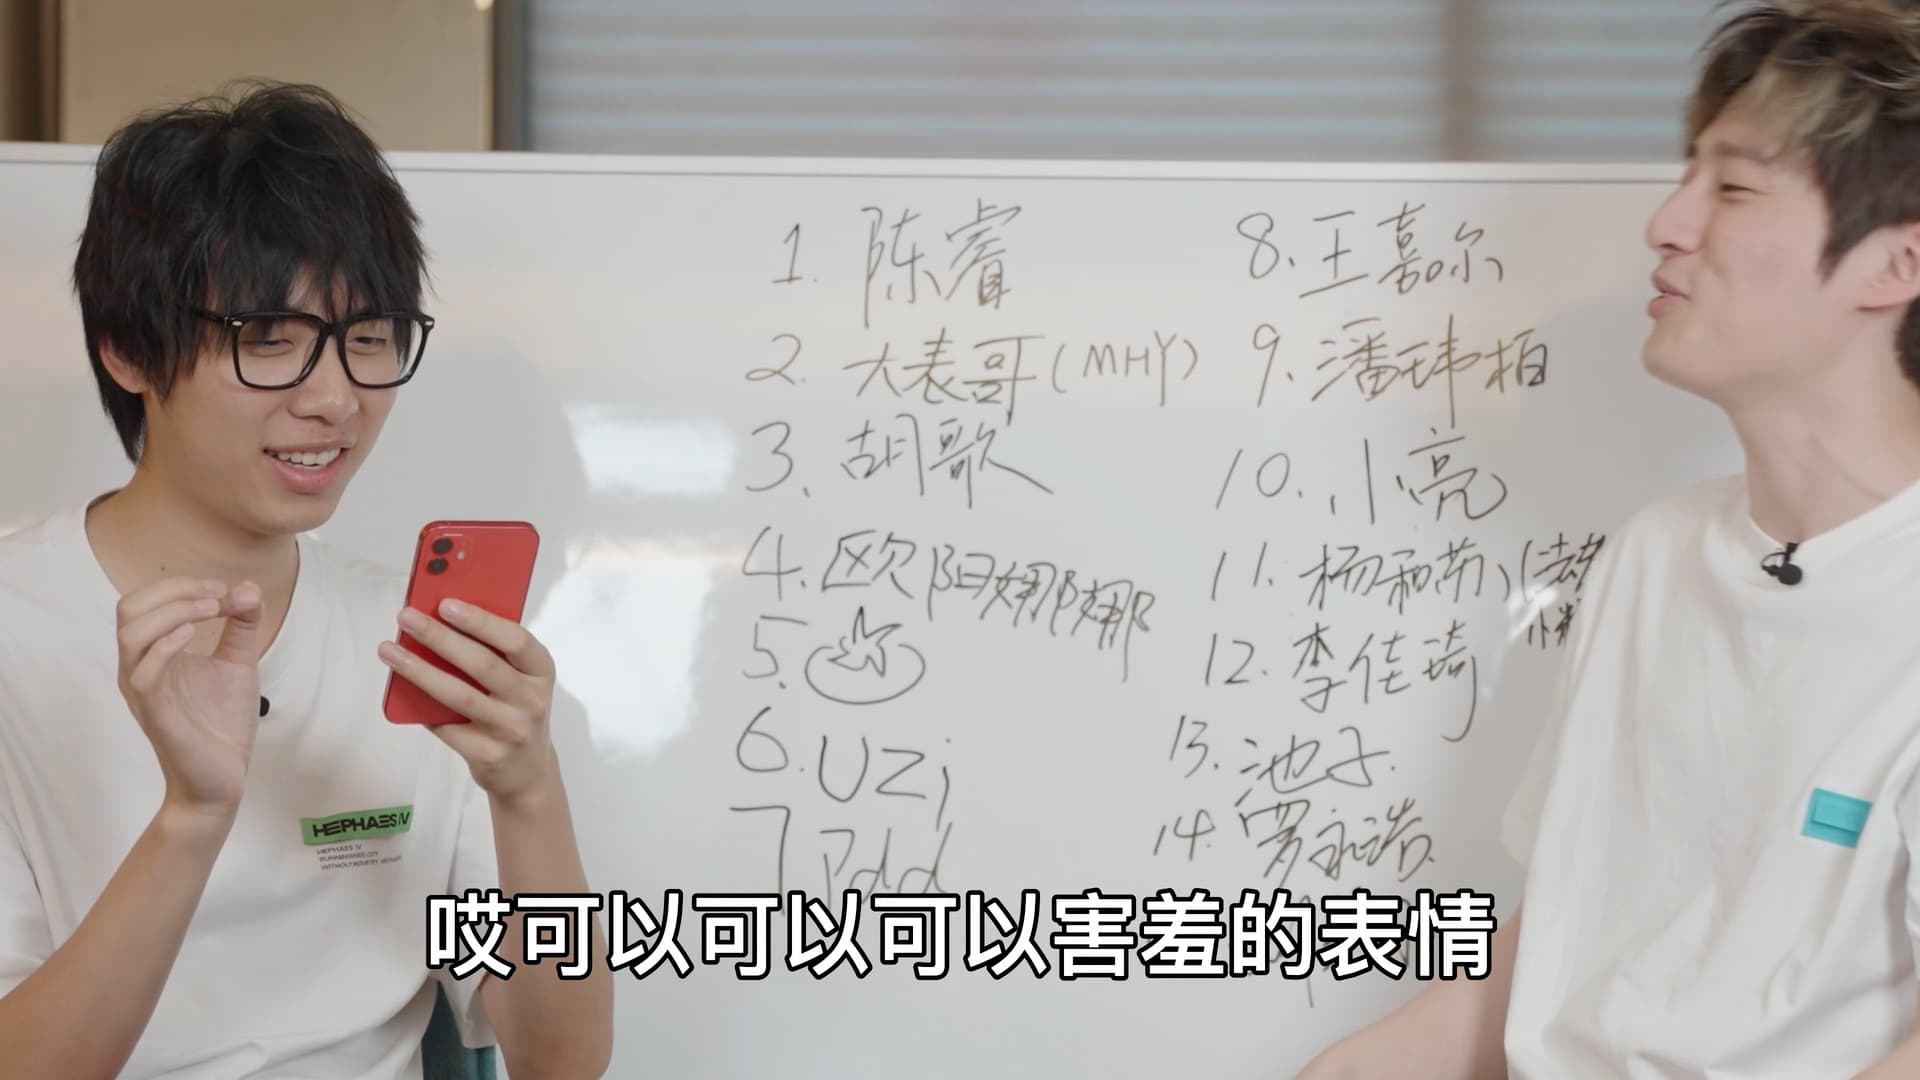 1. 陈睿
2. 大表哥(MHY)
3. 胡歌
4. 欧阳娜娜
5.
6. UZi
7 Pdd
8. 王嘉尔
9. 潘玮柏
10. 小亮
11. 杨和苏(去
12. 李佳琦
13. 池子.
14. 罗永浩
HEPHAES IV
HEPHAES IV
哎可以可以可以害羞的表情